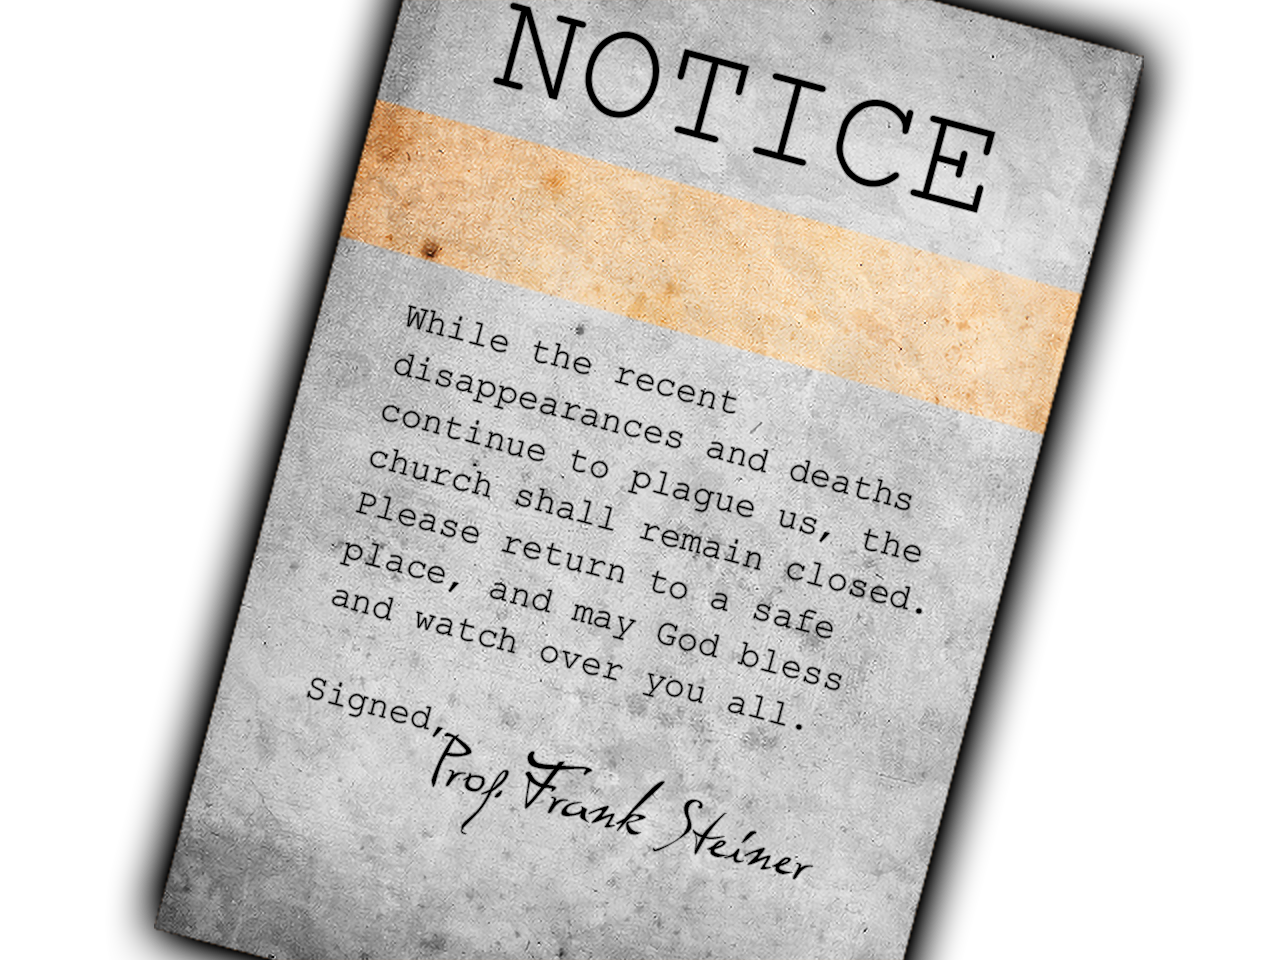 NOTICE
While the recent
disappearances and deaths
continue to plague us, the
church shall remain closed.
Please return to a safe
place, and may God bless
and watch over you all.
Signed,
Prof. Frank Steiner